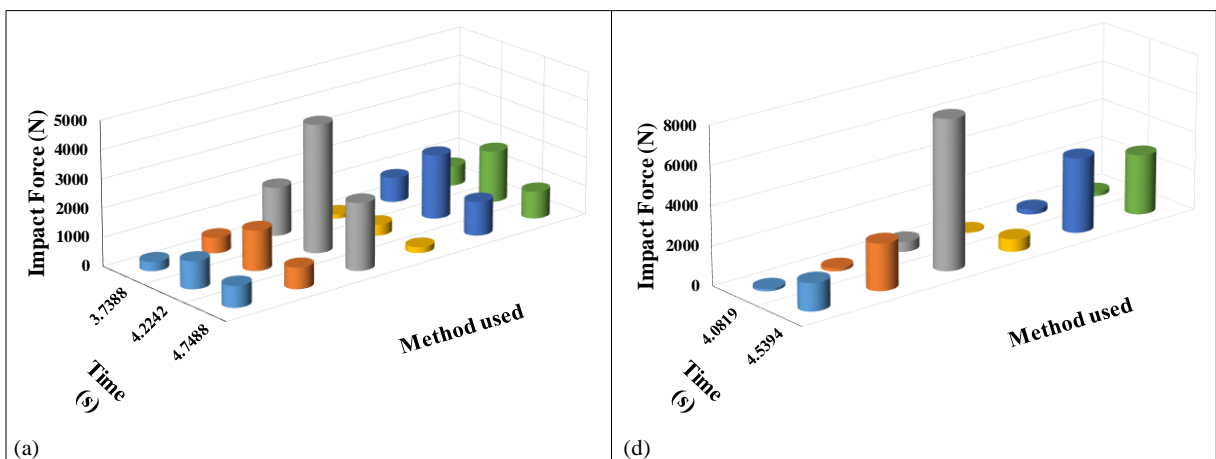 Impact Force (N)
5000
4000
3000
2000
1000
0
3.7388
4.2242
4.7488
Time
(s)
Method used
(a)
Impact Force (N)
8000
6000
4000
2000
0
4.0819
4.5394
Time
(s)
Method used
(d)